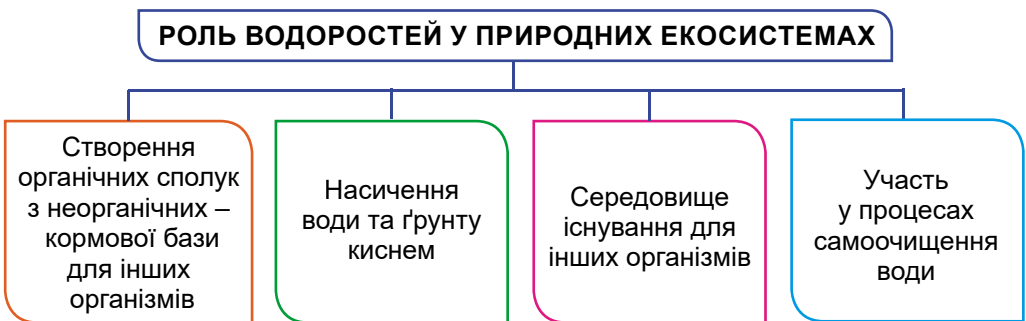 РОЛЬ ВОДОРОСТЕЙ У ПРИРОДНИХ ЕКОСИСТЕМАХ
Створення
органічних сполук
з неорганічних –
кормової бази
для інших
організмів
Насичення
води та ґрунту
киснем
Середовище
існування для
інших організмів
Участь
у процесах
самоочищення
води